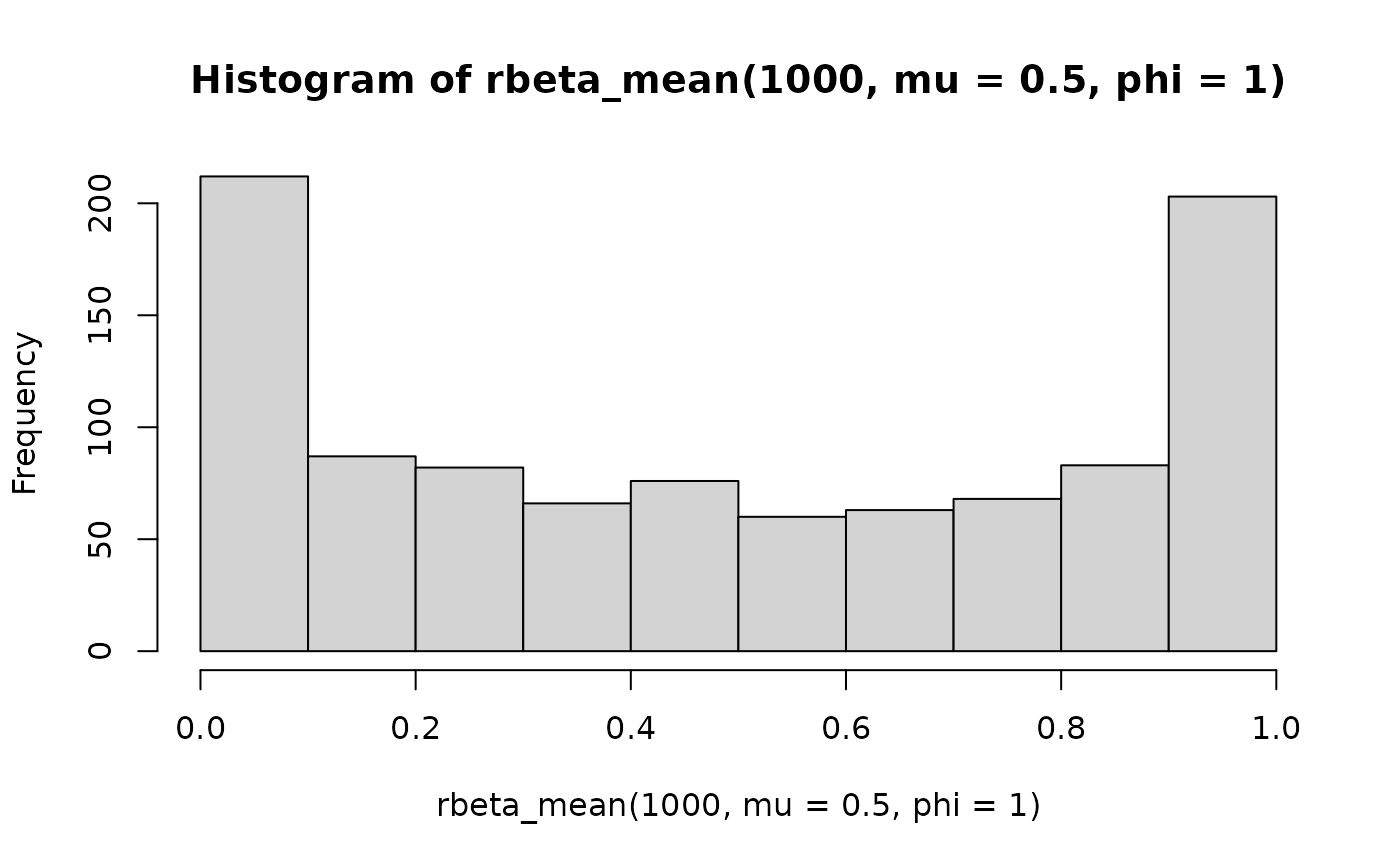 Histogram of rbeta_mean(1000, mu = 0.5, phi = 1)
Frequency
200
150
100
50
0
0.0 0.2 0.4 0.6 0.8 1.0
rbeta_mean(1000, mu = 0.5, phi = 1)